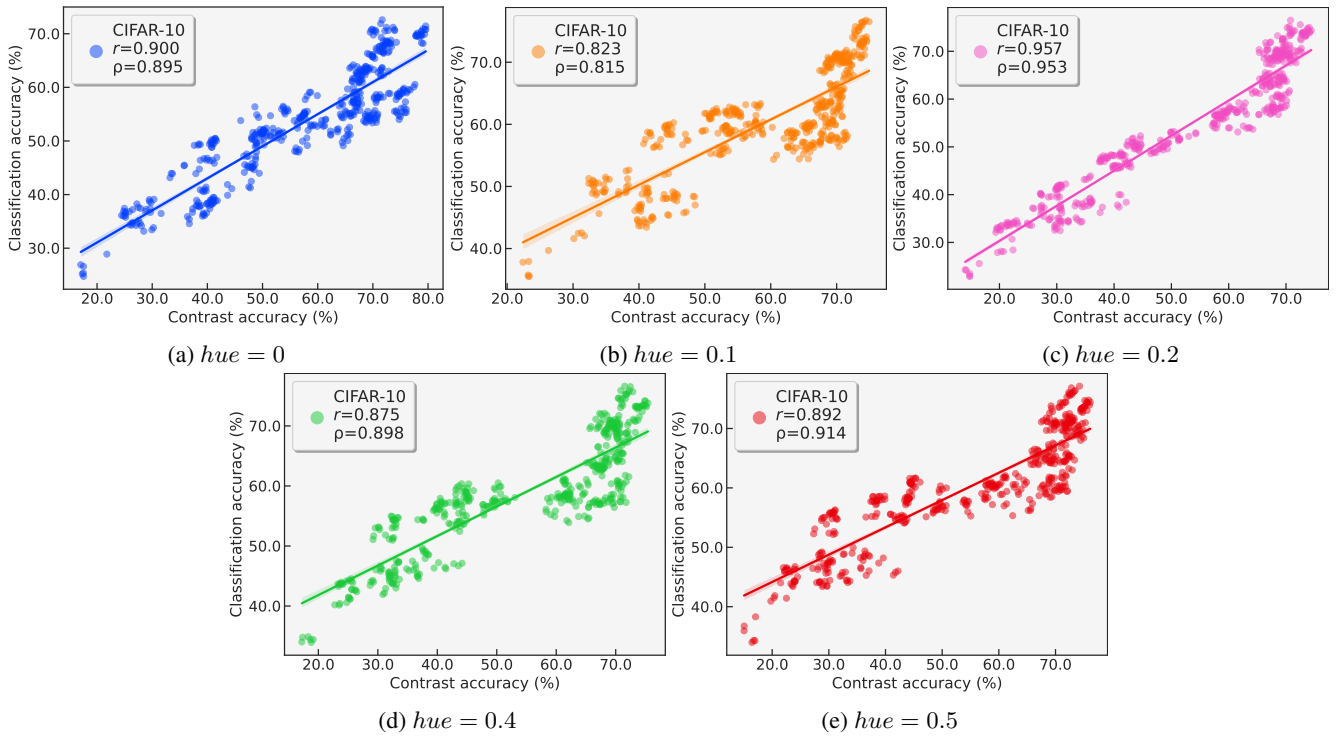 CIFAR-10
r=0.900
ρ=0.895
Classification accuracy (%)
70.0
60.0
50.0
40.0
30.0
20.0 30.0 40.0 50.0 60.0 70.0 80.0
Contrast accuracy (%)
(a) hue = 0
CIFAR-10
r=0.823
ρ=0.815
Classification accuracy (%)
70.0
60.0
50.0
40.0
20.0 30.0 40.0 50.0 60.0 70.0
Contrast accuracy (%)
(b) hue = 0.1
CIFAR-10
r=0.957
ρ=0.953
Classification accuracy (%)
70.0
60.0
50.0
40.0
30.0
20.0 30.0 40.0 50.0 60.0 70.0
Contrast accuracy (%)
(c) hue = 0.2
CIFAR-10
r=0.875
ρ=0.898
Classification accuracy (%)
70.0
60.0
50.0
40.0
20.0 30.0 40.0 50.0 60.0 70.0
Contrast accuracy (%)
(d) hue = 0.4
CIFAR-10
r=0.892
ρ=0.914
Classification accuracy (%)
70.0
60.0
50.0
40.0
20.0 30.0 40.0 50.0 60.0 70.0
Contrast accuracy (%)
(e) hue = 0.5